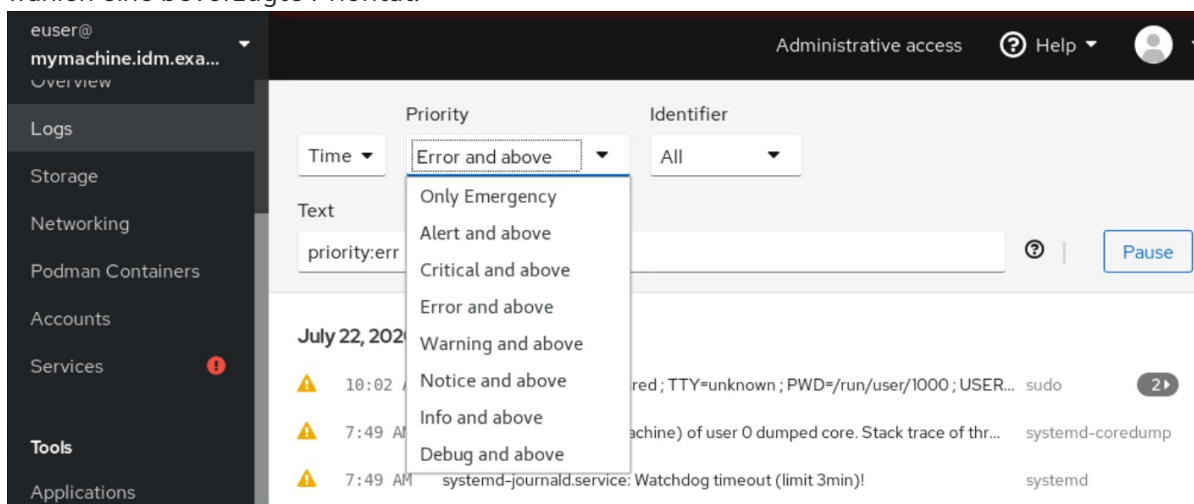 euser@
mymachine.idm.exa...
Administrative access
Help
Overview
Logs
Storage
Networking
Podman Containers
Accounts
Services
Tools
Applications
Priority
Identifier
Time
Error and above
All
Only Emergency
Alert and above
Critical and above
Error and above
Warning and above
Notice and above
Info and above
Debug and above
Text
priority:err
Pause
July 22, 202
10:02
; TTY=unknown ; PWD=/run/user/1000 ; USER... sudo 2
7:49 AM
of user 0 dumped core. Stack trace of thr... systemd-coredump
7:49 AM systemd-journald.service: Watchdog timeout (limit 3min)! systemd